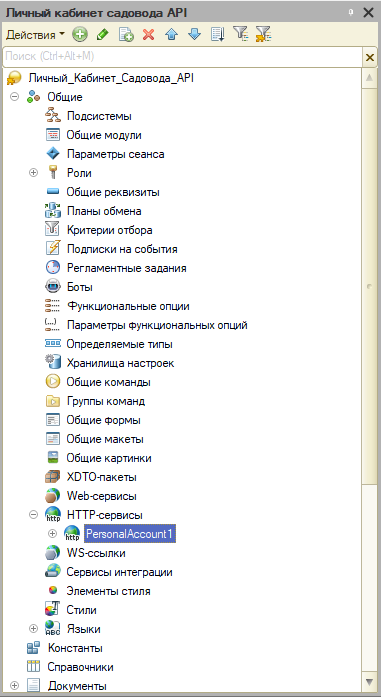 Личный кабинет садовода API
Действия
Поиск (Ctrl+Alt+M)
Личный_Кабинет_Садовода_API
Общие
Подсистемы
Общие модули
Параметры сеанса
Роли
Общие реквизиты
Планы обмена
Критерии отбора
Подписки на события
Регламентные задания
Боты
Функциональные опции
Параметры функциональных опций
Определяемые типы
Хранилища настроек
Общие команды
Группы команд
Общие формы
Общие макеты
Общие картинки
XDTO-пакеты
Web-сервисы
HTTP-сервисы
PersonalAccount1
WS-ссылки
Сервисы интеграции
Элементы стиля
Стили
Языки
Константы
Справочники
Документы